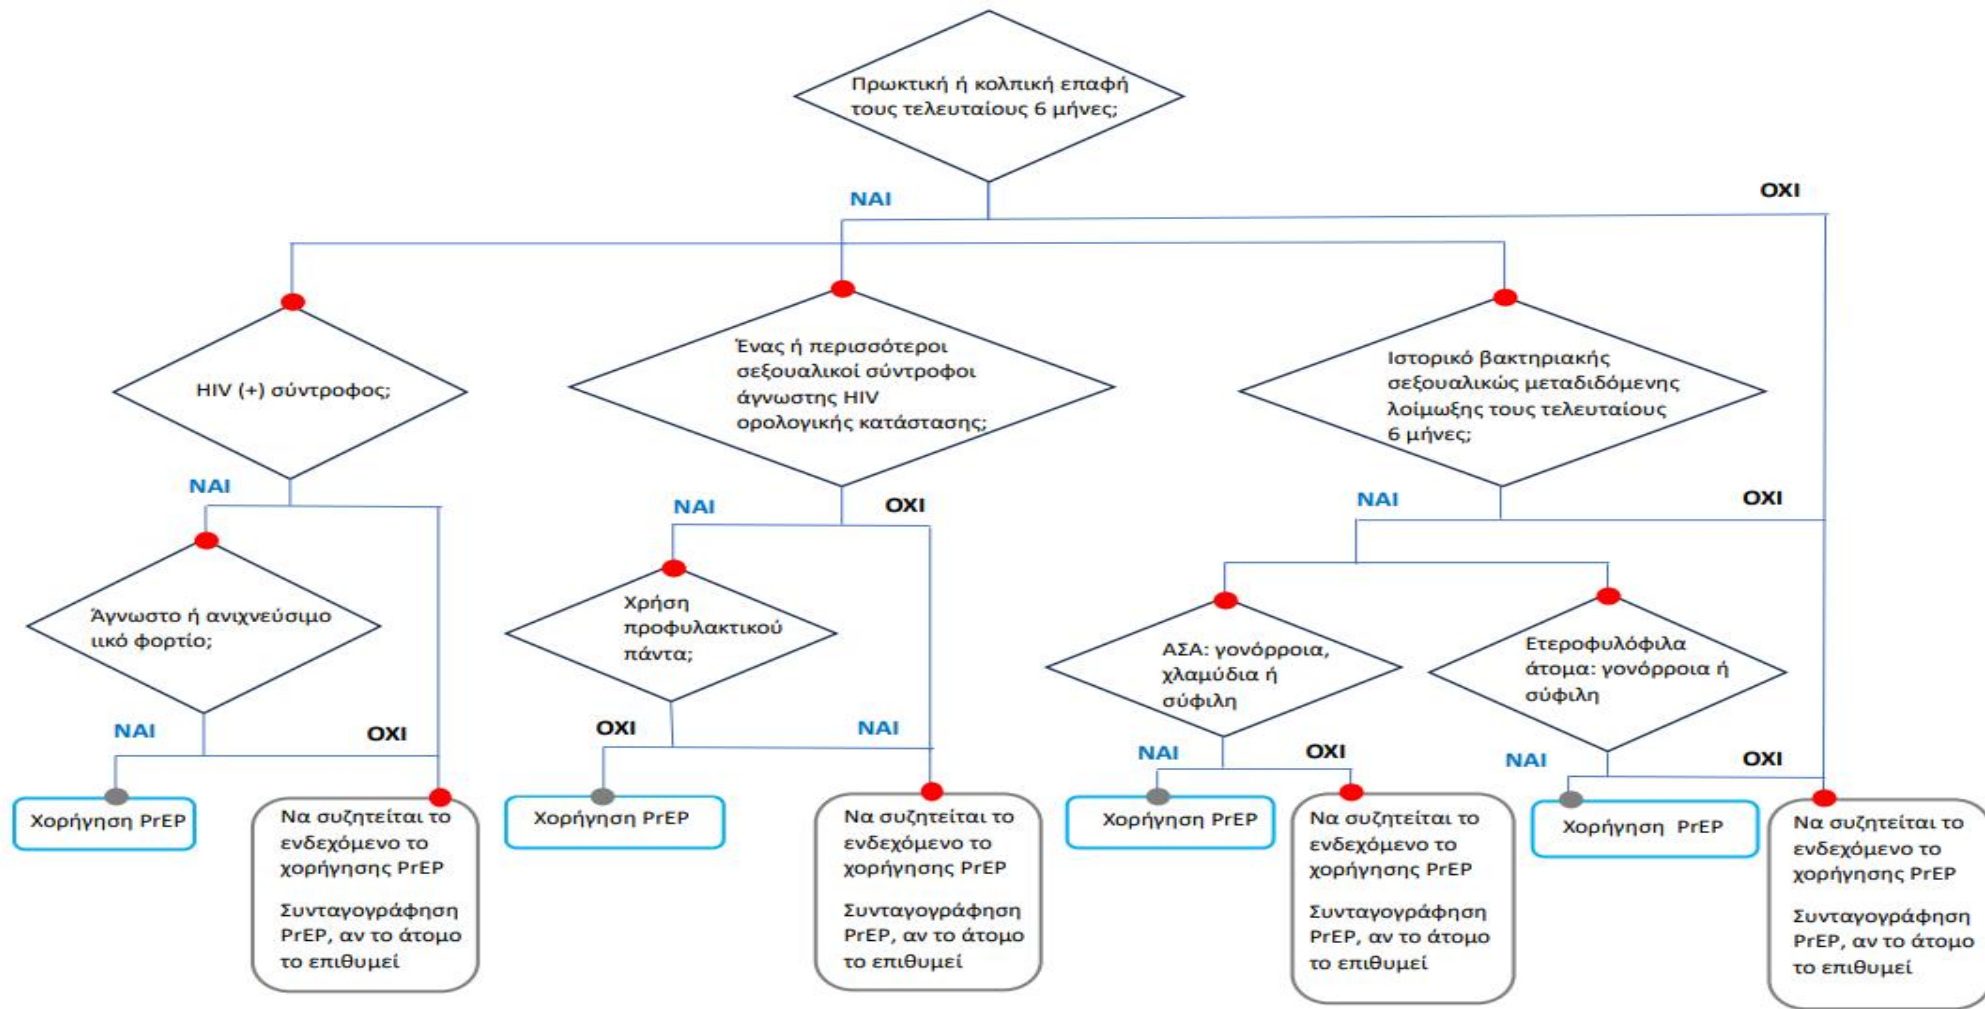 Πρωκτική ή κολπική επαφή
τους τελευταίους 6 μήνες;
ΝΑΙ
ΟΧΙ
HIV (+) σύντροφος;
Ένας ή περισσότεροι
σεξουαλικοί σύντροφοι
άγνωστης HIV
ορολογικής κατάστασης;
Ιστορικό βακτηριακής
σεξουαλικώς μεταδιδόμενης
λοίμωξης τους τελευταίους
6 μήνες;
ΝΑΙ
ΝΑΙ
ΟΧΙ
ΝΑΙ
ΟΧΙ
Άγνωστο ή ανιχνεύσιμο
ιικό φορτίο;
Χρήση
προφυλακτικού
πάντα;
ΑΣΑ: γονόρροια,
χλαμύδια ή
σύφιλη
Ετεροφυλόφιλα
άτομα: γονόρροια ή
σύφιλη
ΝΑΙ
ΟΧΙ
ΟΧΙ
ΝΑΙ
ΝΑΙ
ΟΧΙ
ΝΑΙ
ΟΧΙ
Χορήγηση PrEP
Να συζητείται το
ενδεχόμενο το
χορήγησης PrEP
Συνταγογράφηση
PrEP, αν το άτομο
το επιθυμεί
Χορήγηση PrEP
Να συζητείται το
ενδεχόμενο το
χορήγησης PrEP
Συνταγογράφηση
PrEP, αν το άτομο
το επιθυμεί
Χορήγηση PrEP
Να συζητείται το
ενδεχόμενο το
χορήγησης PrEP
Συνταγογράφηση
PrEP, αν το άτομο
το επιθυμεί
Χορήγηση PrEP
Να συζητείται το
ενδεχόμενο το
χορήγησης PrEP
Συνταγογράφηση
PrEP, αν το άτομο
το επιθυμεί